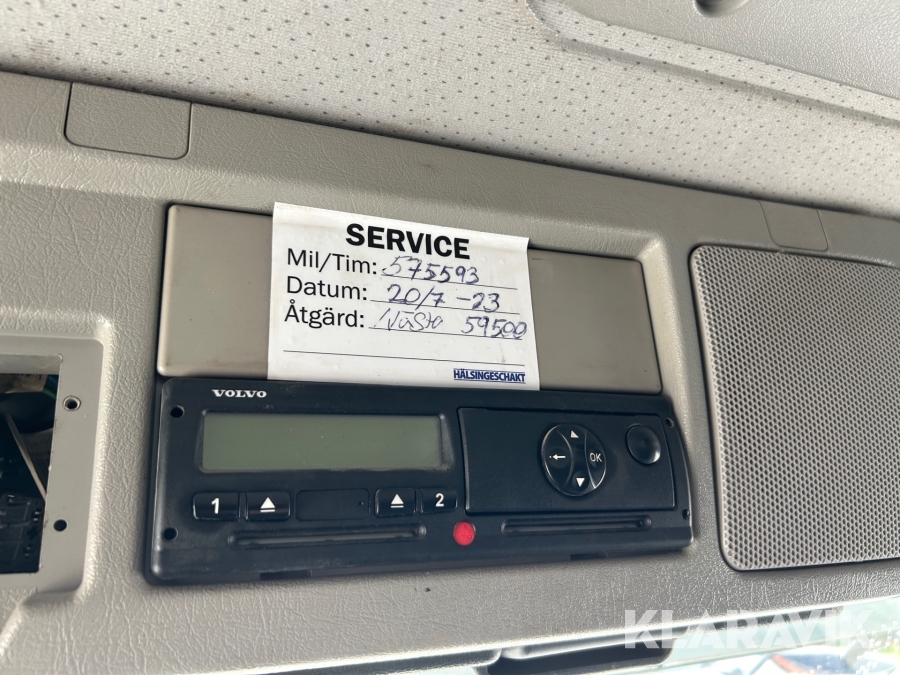 SERVICE
Mil/Tim: 575593
Datum: 20/7 -23
Åtgärd: Nästa 59500
HÄLSINGESCHAKT
VOLVO
OK
1 2
KLARAVIK